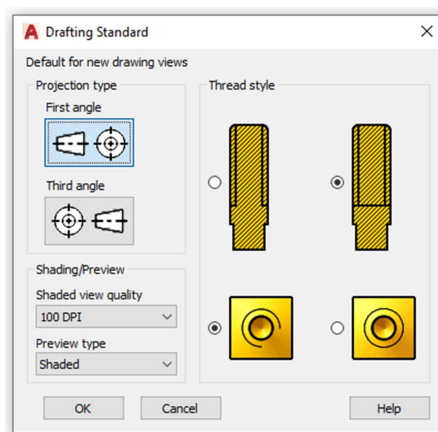 Drafting Standard
Default for new drawing views
Projection type
First angle
Third angle
Shading/Preview
Shaded view quality
100 DPI
Preview type
Shaded
Thread style
OK
Cancel
Help